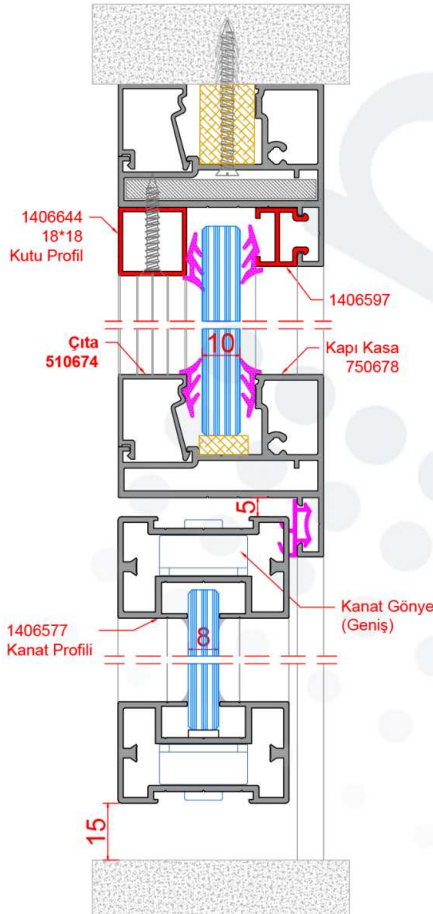 1406644
18*18
Kutu Profil
1406597
Çıta
510674
10
Kapı Kasa
750678
5
Kanat Gönye
(Geniş)
1406577
Kanat Profili
8
15